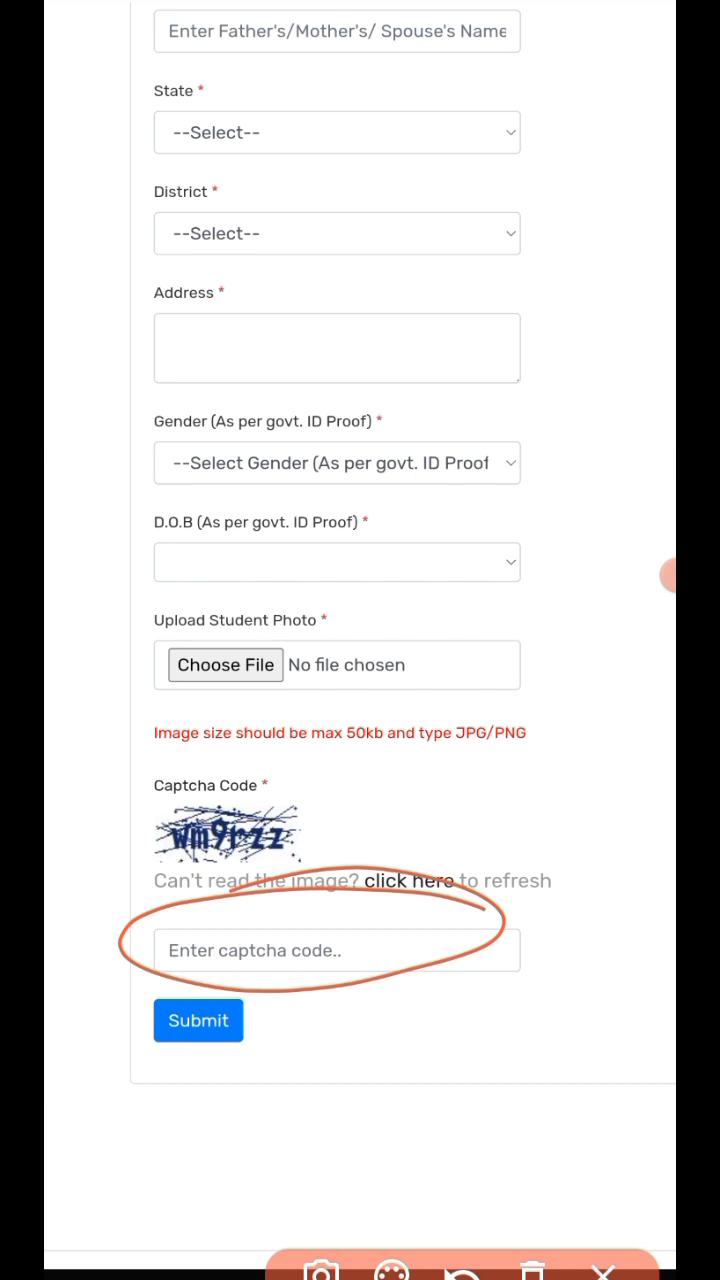 Enter Father's/Mother's/ Spouse's Name
State *
--Select--
District *
--Select--
Address *
Gender (As per govt. ID Proof) *
--Select Gender (As per govt. ID Proof
D.O.B (As per govt. ID Proof) *
Upload Student Photo *
Choose File No file chosen
Image size should be max 50kb and type JPG/PNG
Captcha Code *
Can't read the image? click here to refresh
Enter captcha code..
Submit